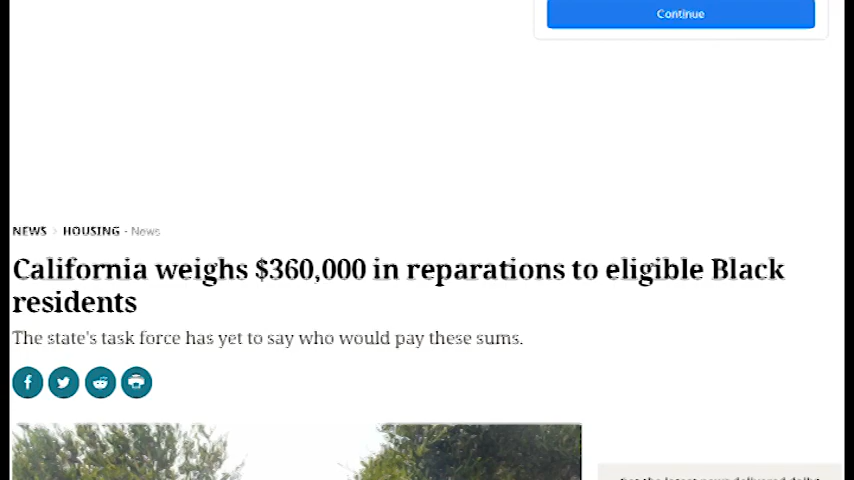 Continue
NEWS > HOUSING - News
California weighs $360,000 in reparations to eligible Black
residents
The state's task force has yet to say who would pay these sums.